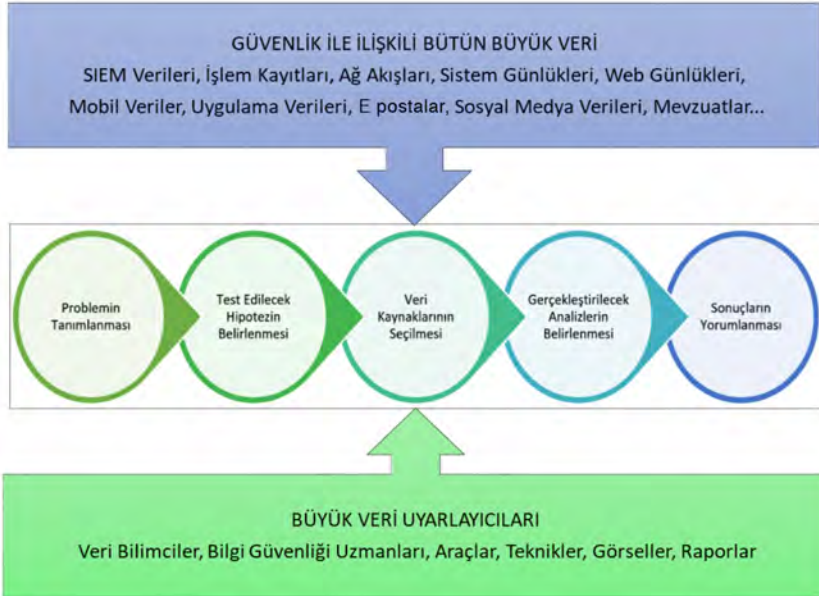 GÜVENLİK İLE İLİŞKİLİ BÜTÜN BÜYÜK VERİ
SIEM Verileri, İşlem Kayıtları, Ağ Akışları, Sistem Günlükleri, Web Günlükleri,
Mobil Veriler, Uygulama Verileri, E postalar, Sosyal Medya Verileri, Mevzuatlar...
Problemin
Tanımlanması
Test Edilecek
Hipotezin
Belirlenmesi
Veri
Kaynaklarının
Seçilmesi
Gerçekleştirilecek
Analizlerin
Belirlenmesi
Sonuçların
Yorumlanması
BÜYÜK VERİ UYARLAYICILARI
Veri Bilimciler, Bilgi Güvenliği Uzmanları, Araçlar, Teknikler, Görseller, Raporlar